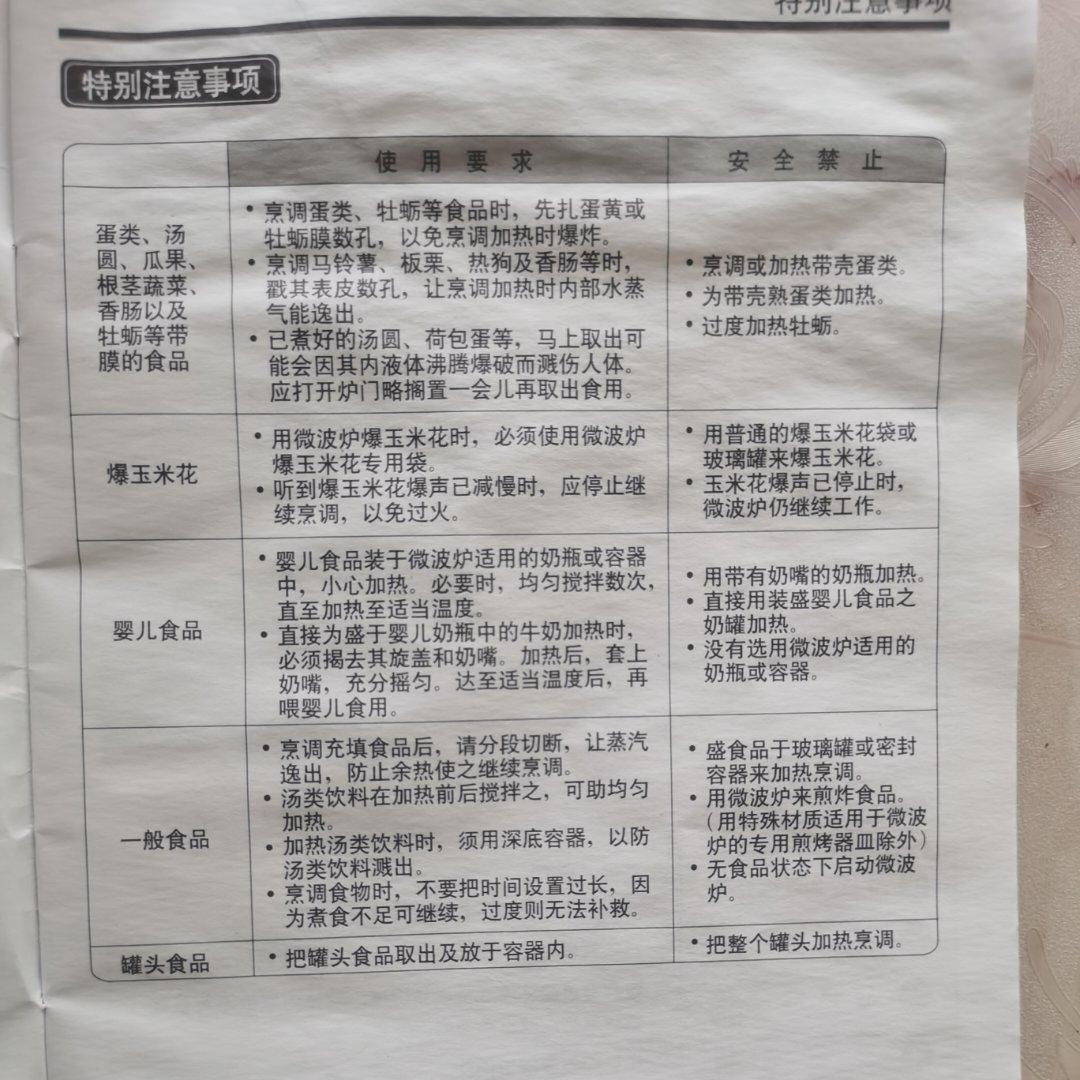 特别注意事项
特别注意事项
使用要求
安全禁止
蛋类、汤
圆、瓜果、
根茎蔬菜、
香肠以及
牡蛎等带
膜的食品
• 烹调蛋类、牡蛎等食品时，先扎蛋黄或
牡蛎膜数孔，以免烹调加热时爆炸。
• 烹调马铃薯、板栗、热狗及香肠等时，
戳其表皮数孔，让烹调加热时内部水蒸
气能逸出。
• 已煮好的汤圆、荷包蛋等，马上取出可
能会因其内液体沸腾爆破而溅伤人体。
应打开炉门略搁置一会儿再取出食用。
• 烹调或加热带壳蛋类。
• 为带壳熟蛋类加热。
• 过度加热牡蛎。
爆玉米花
• 用微波炉爆玉米花时，必须使用微波炉
爆玉米花专用袋。
• 听到爆玉米花爆声已减慢时，应停止继
续烹调，以免过火。
• 用普通的爆玉米花袋或
玻璃罐来爆玉米花。
• 玉米花爆声已停止时，
微波炉仍继续工作。
婴儿食品
• 婴儿食品装于微波炉适用的奶瓶或容器
中，小心加热。必要时，均匀搅拌数次，
直至加热至适当温度。
• 直接为盛于婴儿奶瓶中的牛奶加热时，
必须揭去其旋盖和奶嘴。加热后，套上
奶嘴，充分摇匀。达至适当温度后，再
喂婴儿食用。
• 用带有奶嘴的奶瓶加热。
• 直接用装盛婴儿食品之
奶罐加热。
• 没有选用微波炉适用的
奶瓶或容器。
一般食品
• 烹调充填食品后，请分段切断，让蒸汽
逸出，防止余热使之继续烹调。
• 汤类饮料在加热前后搅拌之，可助均匀
加热。
• 加热汤类饮料时，须用深底容器，以防
汤类饮料溅出。
• 烹调食物时，不要把时间设置过长，因
为煮食不足可继续，过度则无法补救。
• 盛食品于玻璃罐或密封
容器来加热烹调。
• 用微波炉来煎炸食品。
（用特殊材质适用于微波
炉的专用煎烤器皿除外）
• 无食品状态下启动微波
炉。
罐头食品
• 把罐头食品取出及放于容器内。
• 把整个罐头加热烹调。